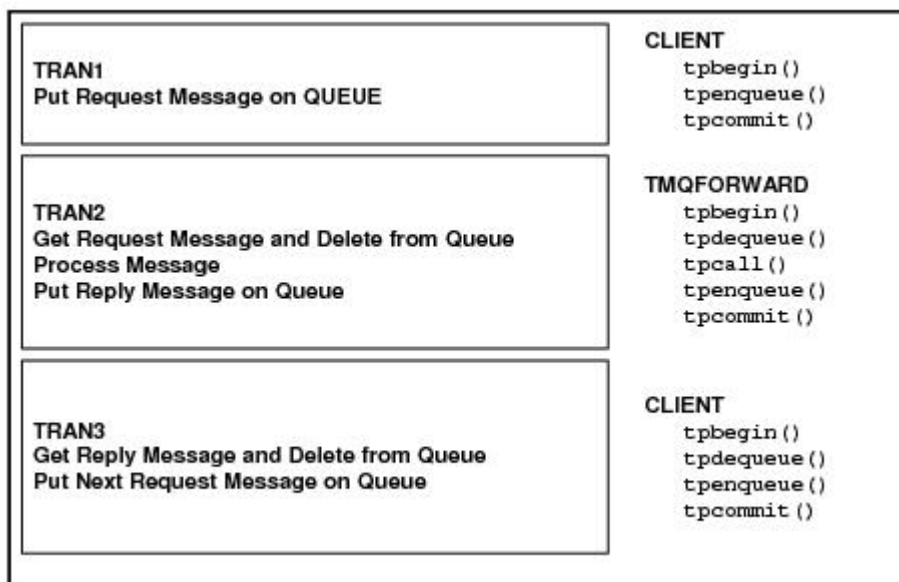 TRAN1
Put Request Message on QUEUE
CLIENT
tpbegin()
tpenqueue()
tpcommit()
TRAN2
Get Request Message and Delete from Queue
Process Message
Put Reply Message on Queue
TMQFORWARD
tpbegin()
tpdequeue()
tpcall()
tpenqueue()
tpcommit()
TRAN3
Get Reply Message and Delete from Queue
Put Next Request Message on Queue
CLIENT
tpbegin()
tpdequeue()
tpenqueue()
tpcommit()